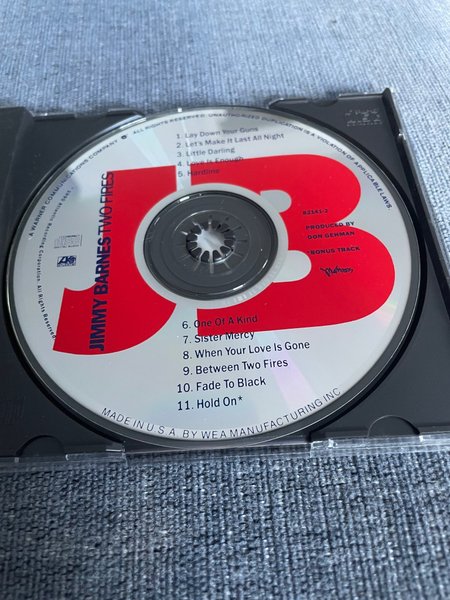 A WARNER COMMUNICATIONS COMPANY
ALL RIGHTS RESERVED. UNAUTHORIZED DUPLICATION IS A VIOLATION OF APPLICABLE LAWS.
1. Lay Down Your Guns
2. Let's Make It Last All Night
3. Little Darling
4. Love Is Enough
5. Hardline
JB
JIMMY BARNES TWO FIRES
82141-2
PRODUCED BY
DON GEHMAN
*BONUS TRACK
6. One Of A Kind
7. Sister Mercy
8. When Your Love Is Gone
9. Between Two Fires
10. Fade To Black
11. Hold On*
MADE IN U.S.A. BY WEA MANUFACTURING INC.